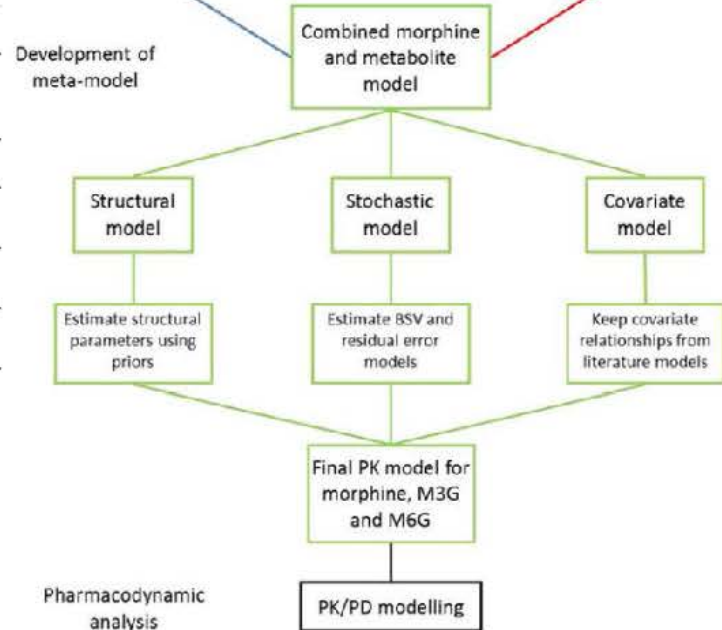 Development of
meta-model
Combined morphine
and metabolite
model
Structural
model
Stochastic
model
Covariate
model
Estimate structural
parameters using
priors
Estimate BSV and
residual error
models
Keep covariate
relationships from
literature models
Final PK model for
morphine, M3G
and M6G
Pharmacodynamic
analysis
PK/PD modelling